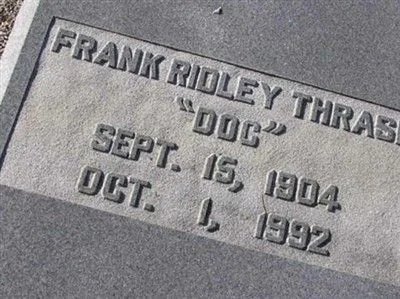 FRANK RIDLEY THRAS
"DOC"
SEPT. 15, 1904
OCT. 1, 1992